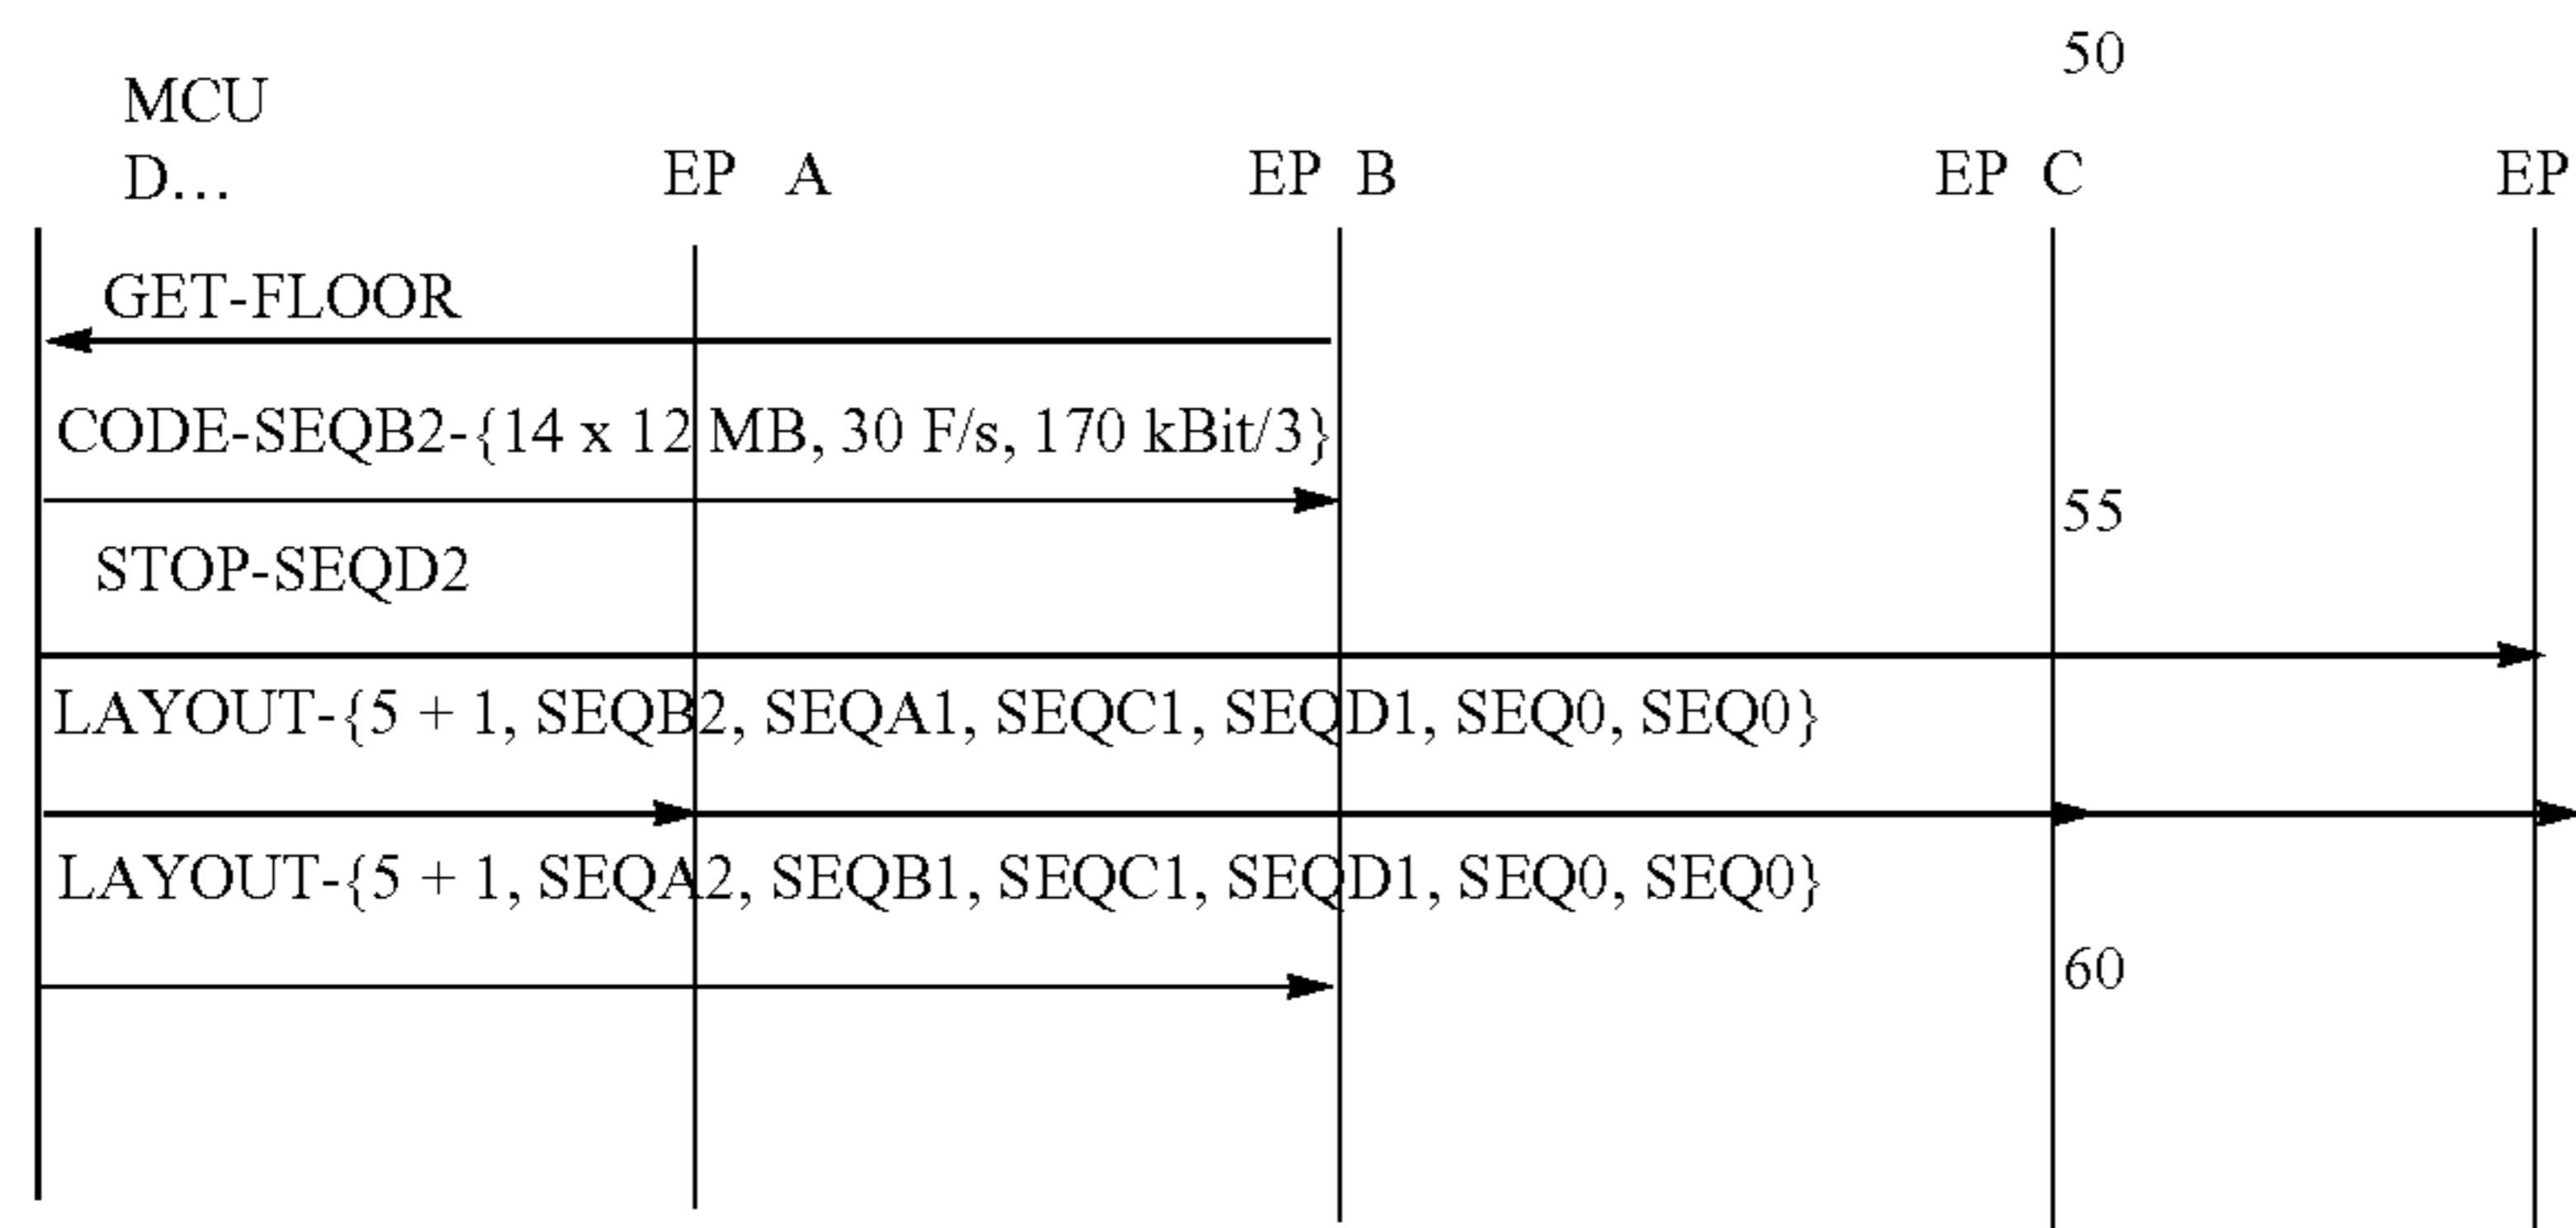 50
MCU
D...
EP A
EP B
EP C
EP
GET-FLOOR
CODE-SEQB2-{14 x 12 MB, 30 F/s, 170 kBit/3}
55
STOP-SEQD2
LAYOUT-{5 + 1, SEQB2, SEQA1, SEQC1, SEQD1, SEQ0, SEQ0}
LAYOUT-{5 + 1, SEQA2, SEQB1, SEQC1, SEQD1, SEQ0, SEQ0}
60